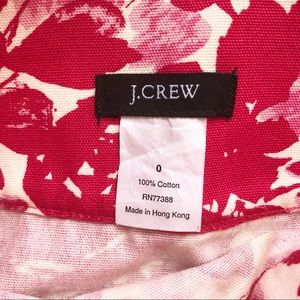 J.CREW
0
100% Cotton
RN77388
Made in Hong Kong